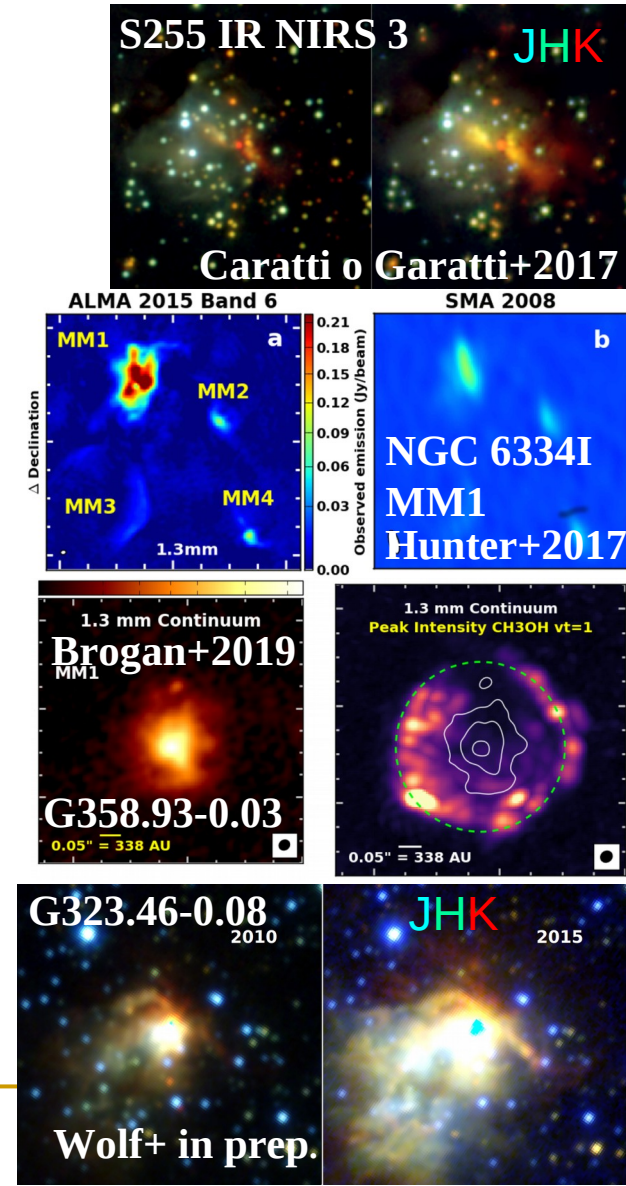 S255 IR NIRS 3
JHK
Caratti o Garatti+2017
ALMA 2015 Band 6
SMA 2008
MM1
a
MM2
MM3
MM4
1.3mm
Δ Declination
0.21
0.18
0.15
0.12
0.09
0.06
0.03
0.00
Observed emission (Jy/beam)
b
NGC 6334I
MM1
Hunter+2017
1.3 mm Continuum
Brogan+2019
MM1
G358.93-0.03
0.05" = 338 AU
1.3 mm Continuum
Peak Intensity CH3OH vt=1
0.05" = 338 AU
G323.46-0.08
2010
JHK
2015
Wolf+ in prep.